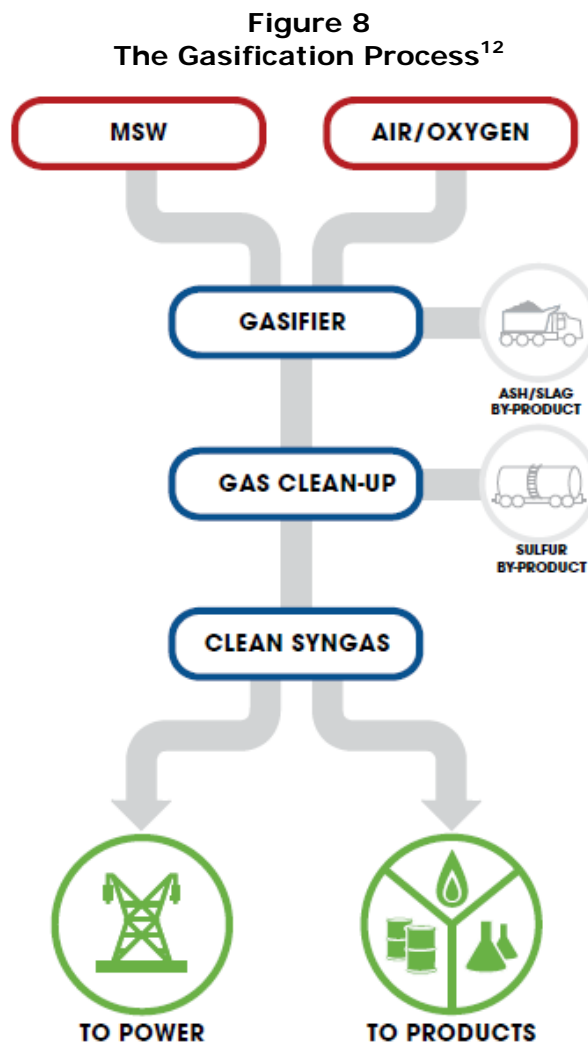 Figure 8
The Gasification Process12
MSW
AIR/OXYGEN
GASIFIER
ASH/SLAG
BY-PRODUCT
GAS CLEAN-UP
SULFUR
BY-PRODUCT
CLEAN SYNGAS
TO POWER
TO PRODUCTS